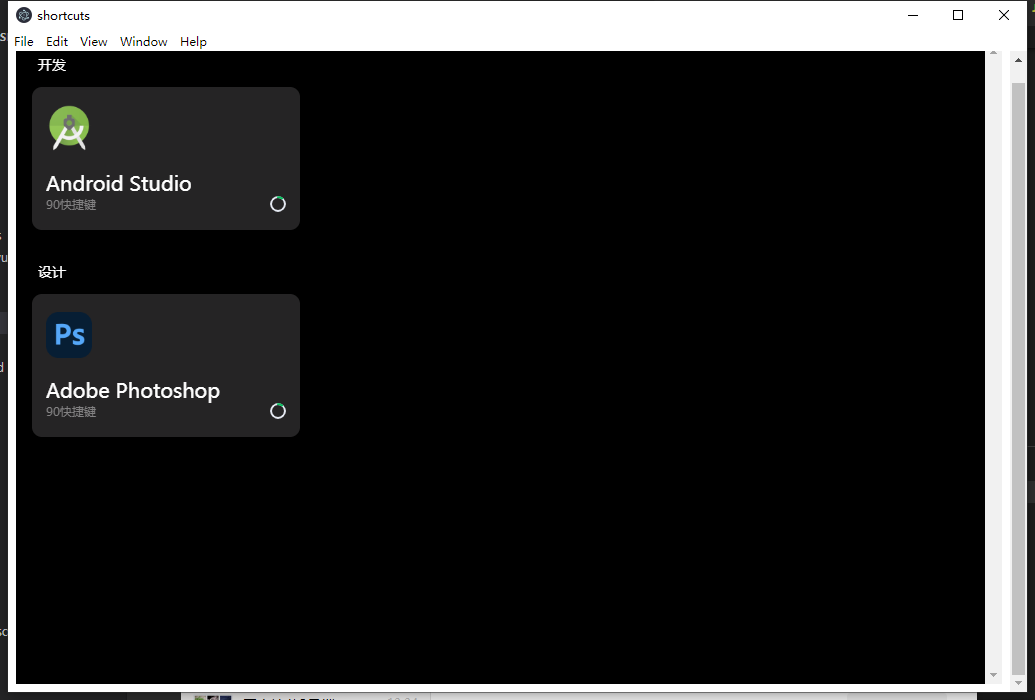 shortcuts
File Edit View Window Help
开发
Android Studio
90快捷键
设计
Ps
Adobe Photoshop
90快捷键